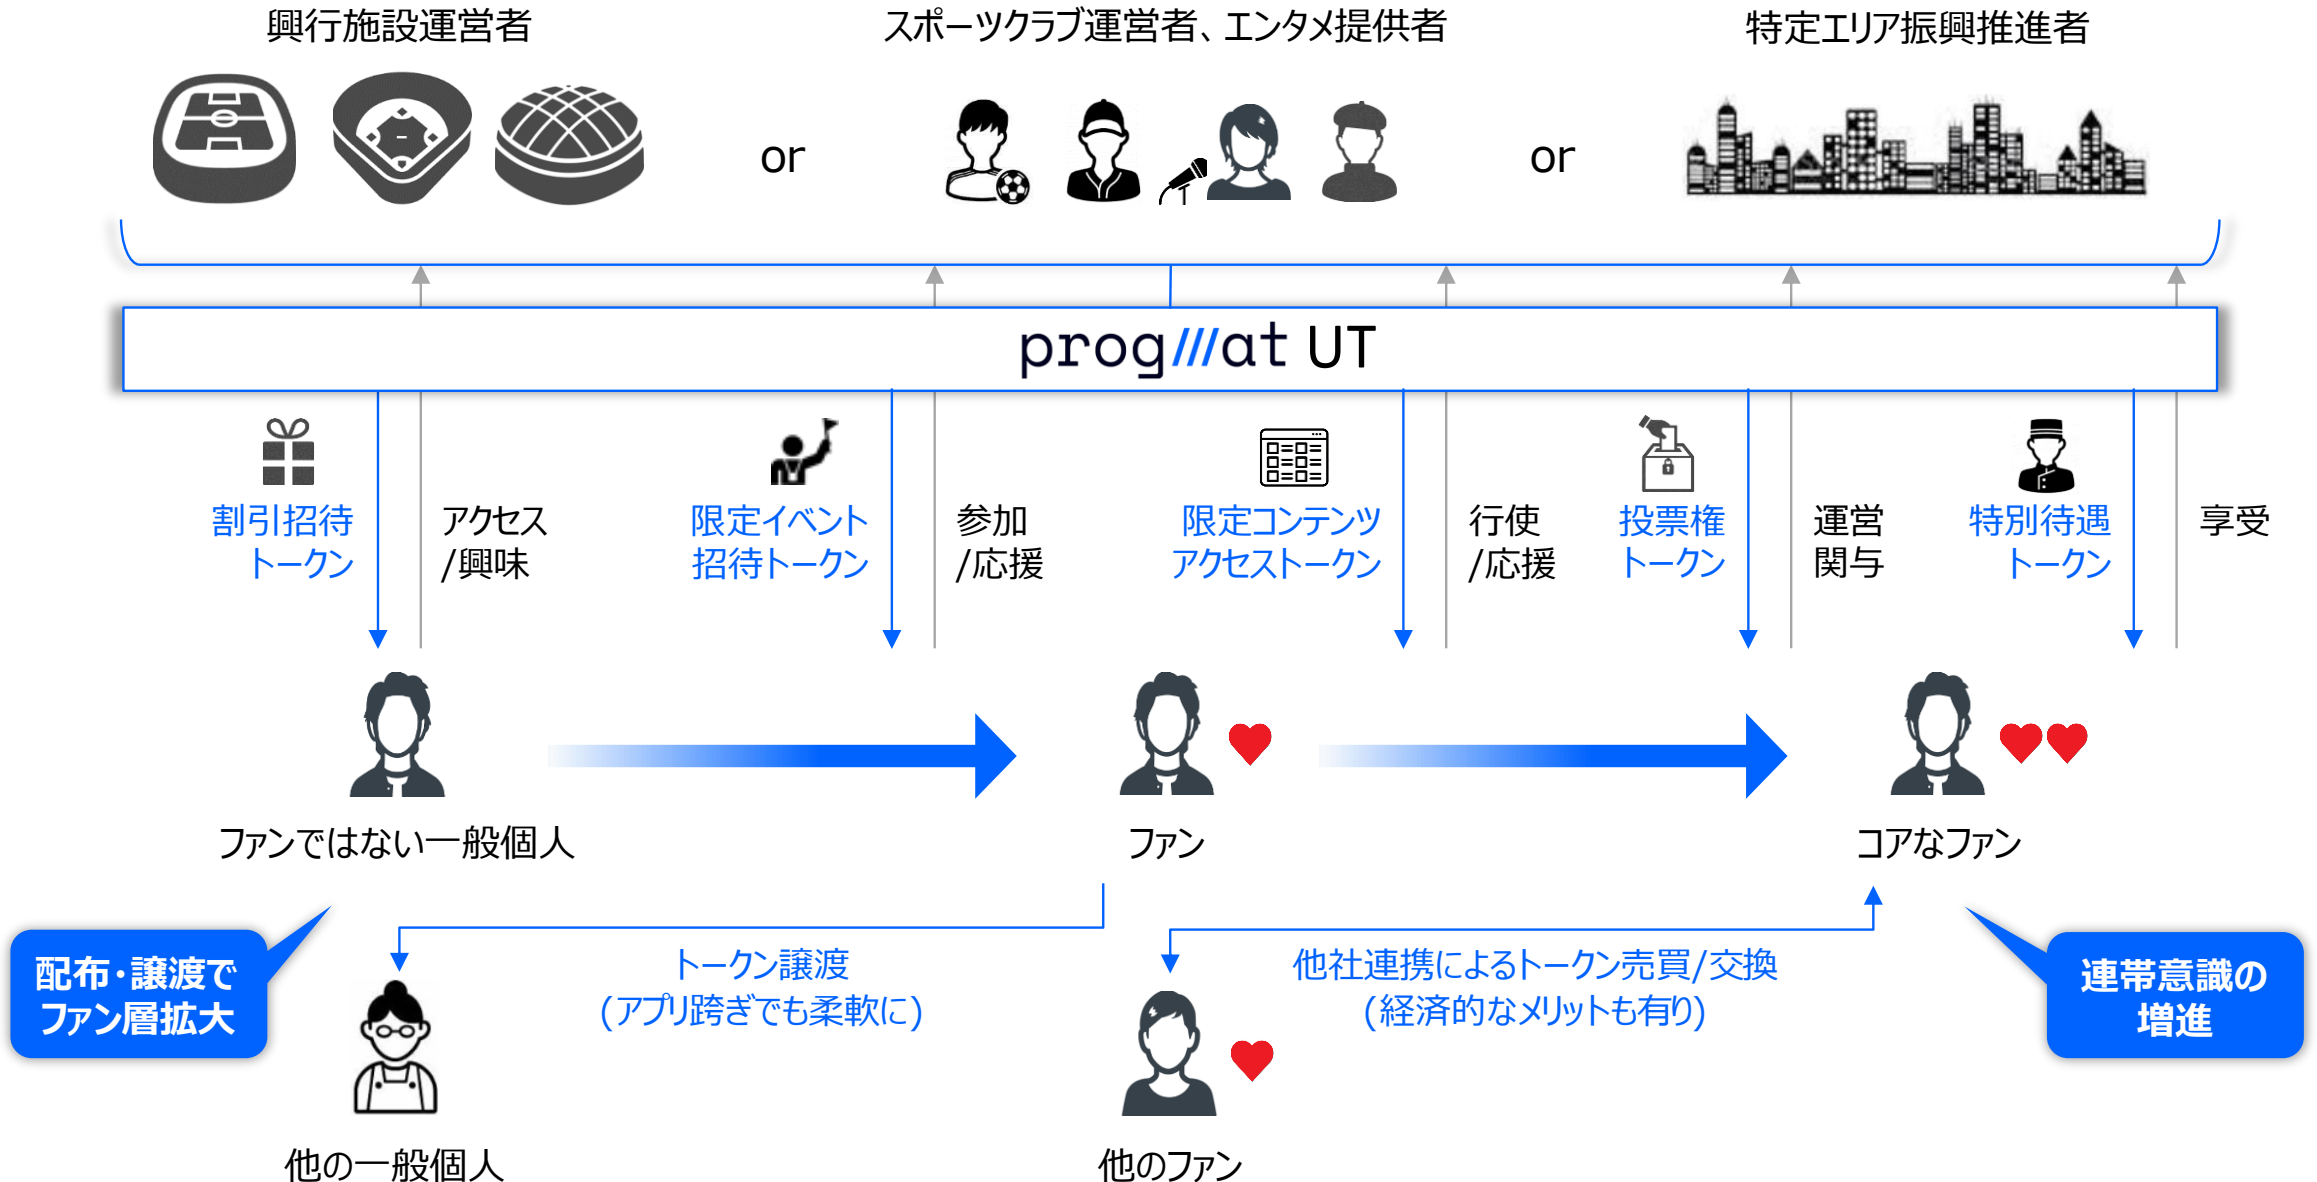 興行施設運営者
スポーツクラブ運営者、エンタメ提供者
特定エリア振興推進者
or
or
progmat UT
割引招待
トークン
アクセス
/興味
限定イベント
招待トークン
参加
/応援
限定コンテンツ
アクセストークン
行使
/応援
投票権
トークン
運営
関与
特別待遇
トークン
享受
ファンではない一般個人
ファン
コアなファン
配布・譲渡で
ファン層拡大
トークン譲渡
(アプリ跨ぎでも柔軟に)
他社連携によるトークン売買/交換
(経済的なメリットも有り)
連帯意識の
増進
他の一般個人
他のファン